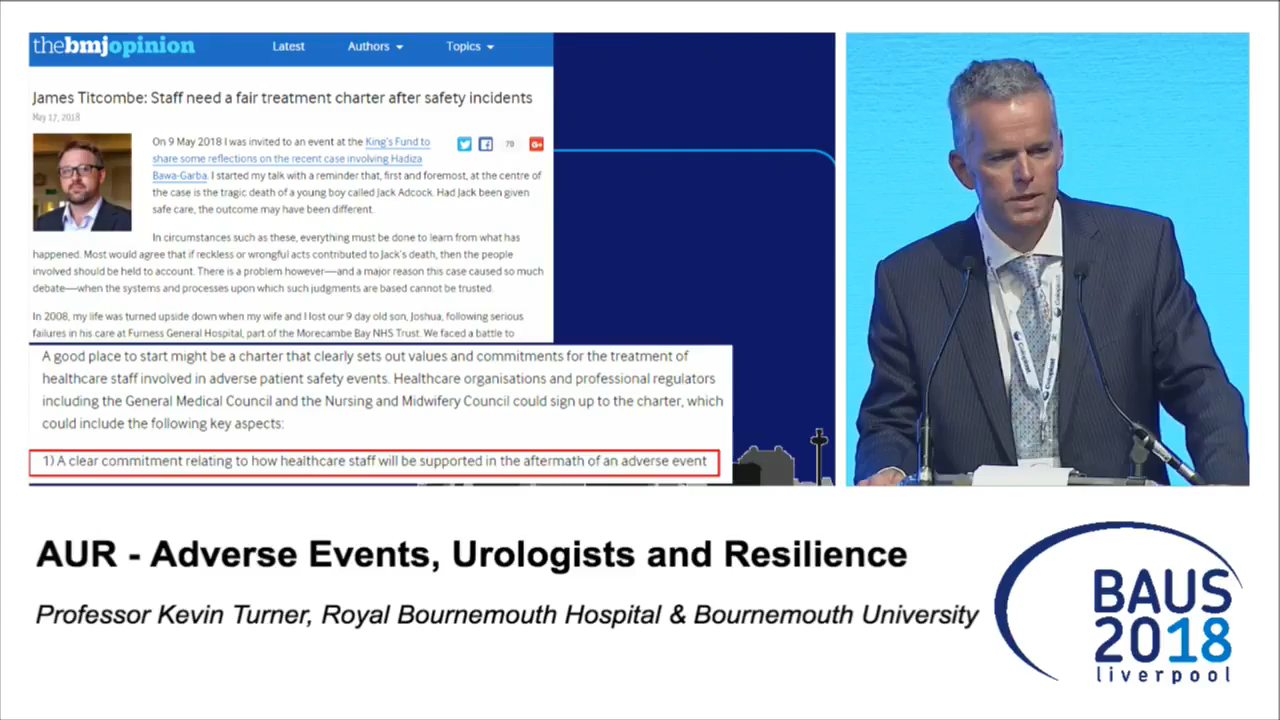 thebmjopinion
Latest Authors Topics
James Titcombe: Staff need a fair treatment charter after safety incidents
May 17, 2018
On 9 May 2018 I was invited to an event at the King's Fund to
share some reflections on the recent case involving Hadiza
Bawa-Garba. I started my talk with a reminder that, first and foremost, at the centre of
the case is the tragic death of a young boy called Jack Adcock. Had Jack been given
safe care, the outcome may have been different.
79
In circumstances such as these, everything must be done to learn from what has
happened. Most would agree that if reckless or wrongful acts contributed to Jack's death, then the people
involved should be held to account. There is a problem however—and a major reason this case caused so much
debate—when the systems and processes upon which such judgments are based cannot be trusted.
In 2008, my life was turned upside down when my wife and I lost our 9 day old son, Joshua, following serious
failures in his care at Furness General Hospital, part of the Morecambe Bay NHS Trust. We faced a battle to
A good place to start might be a charter that clearly sets out values and commitments for the treatment of
healthcare staff involved in adverse patient safety events. Healthcare organisations and professional regulators
including the General Medical Council and the Nursing and Midwifery Council could sign up to the charter, which
could include the following key aspects:
1) A clear commitment relating to how healthcare staff will be supported in the aftermath of an adverse event
Coloplast
Coloplast
AUR - Adverse Events, Urologists and Resilience
Professor Kevin Turner, Royal Bournemouth Hospital & Bournemouth University
BAUS
2018
liverpool